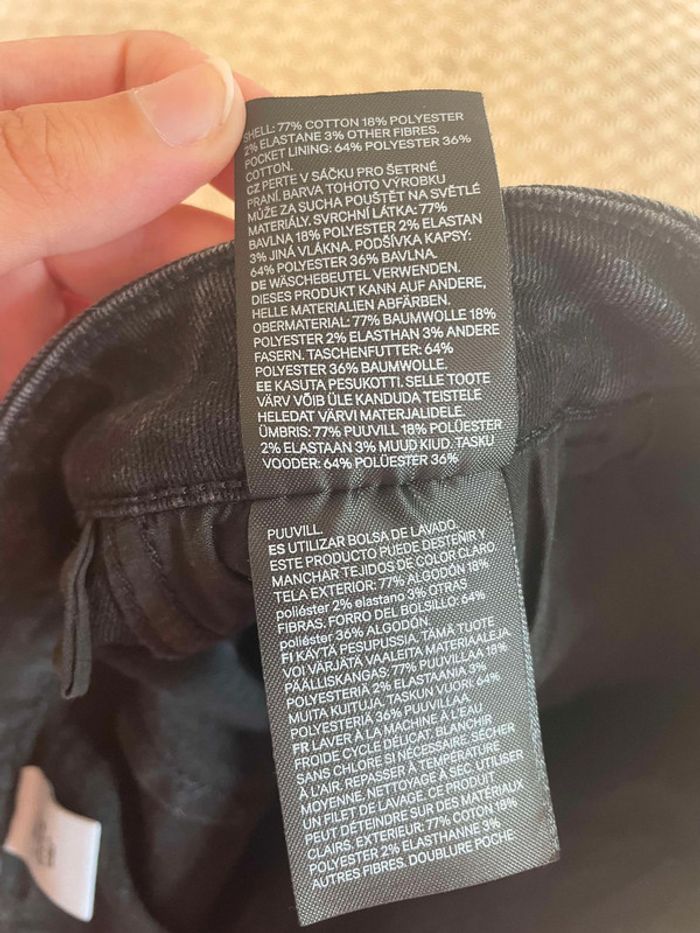 SHELL: 77% COTTON 18% POLYESTER
2% ELASTANE 3% OTHER FIBRES.
POCKET LINING: 64% POLYESTER 36%
COTTON.
CZ PERTE V SÁČKU PRO ŠETRNÉ
PRANÍ. BARVA TOHOTO VÝROBKU
MŮŽE ZA SUCHA POUŠTĚT NA SVĚTLÉ
MATERIÁLY. SVRCHNÍ LÁTKA: 77%
BAVLNA 18% POLYESTER 2% ELASTAN
3% JINÁ VLÁKNA. PODŠÍVKA KAPSY:
64% POLYESTER 36% BAVLNA.
DE WÄSCHEBEUTEL VERWENDEN.
DIESES PRODUKT KANN AUF ANDERE,
HELLE MATERIALIEN ABFÄRBEN.
OBERMATERIAL: 77% BAUMWOLLE 18%
POLYESTER 2% ELASTHAN 3% ANDERE
FASERN. TASCHENFUTTER: 64%
POLYESTER 36% BAUMWOLLE.
EE KASUTA PESUKOTTI. SELLE TOOTE
VÄRV VÕIB ÜLE KANDUDA TEISTELE
HELEDAT VÄRVI MATERJALIDELE.
ÜMBRIS: 77% PUUVILL 18% POLÜESTER
2% ELASTAAN 3% MUUD KIUD. TASKU
VOODER: 64% POLÜESTER 36%
PUUVILL.
ES UTILIZAR BOLSA DE LAVADO.
ESTE PRODUCTO PUEDE DESTEÑIR Y
MANCHAR TEJIDOS DE COLOR CLARO.
TELA EXTERIOR: 77% ALGODÓN 18%
poliéster 2% elastano 3% OTRAS
FIBRAS. FORRO DEL BOLSILLO: 64%
poliéster 36% ALGODÓN.
FI KÄYTÄ PESUPUSSIA. TÄMÄ TUOTE
VOI VÄRJÄTÄ VAALEITA MATERIAALEJA.
PÄÄLLISKANGAS: 77% PUUVILLAA 18%
POLYESTERIÄ 2% ELASTAANIA 3%
MUITA KUITUJA. TASKUN VUORI: 64%
POLYESTERIÄ 36% PUUVILLAA
FR LAVER À LA MACHINE À L'EAU
FROIDE CYCLE DÉLICAT. BLANCHIR
SANS CHLORE SI NÉCESSAIRE. SÉCHER
À L'AIR. REPASSER À TEMPÉRATURE
MOYENNE. NETTOYAGE À SEC. UTILISER
UN FILET DE LAVAGE. CE PRODUIT
PEUT DÉTEINDRE SUR DES MATÉRIAUX
CLAIRS. EXTERIEUR: 77% COTON 18%
POLYESTER 2% ELASTHANNE 3%
AUTRES FIBRES. DOUBLURE POCHE: